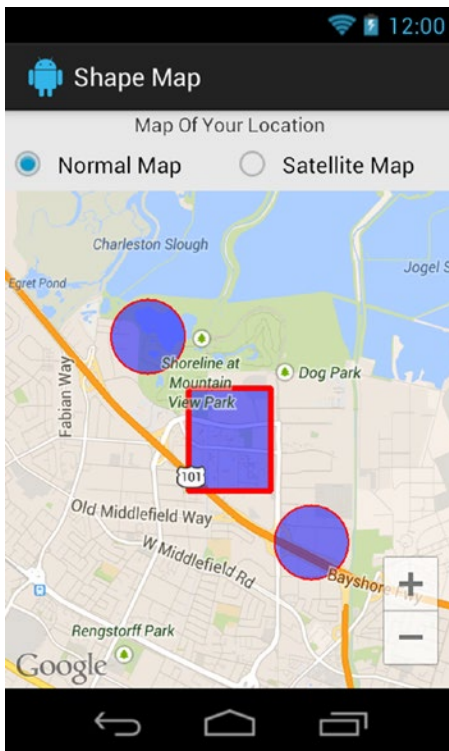 12:00
Shape Map
Map Of Your Location
Normal Map
Satellite Map
Charleston Slough
Jogel S
Egret Pond
Shoreline at
Mountain
View Park
Dog Park
Fabian Way
101
Old Middlefield Way
W Middlefield Rd
Bayshore Fwy
+
−
Rengstorff Park
Google